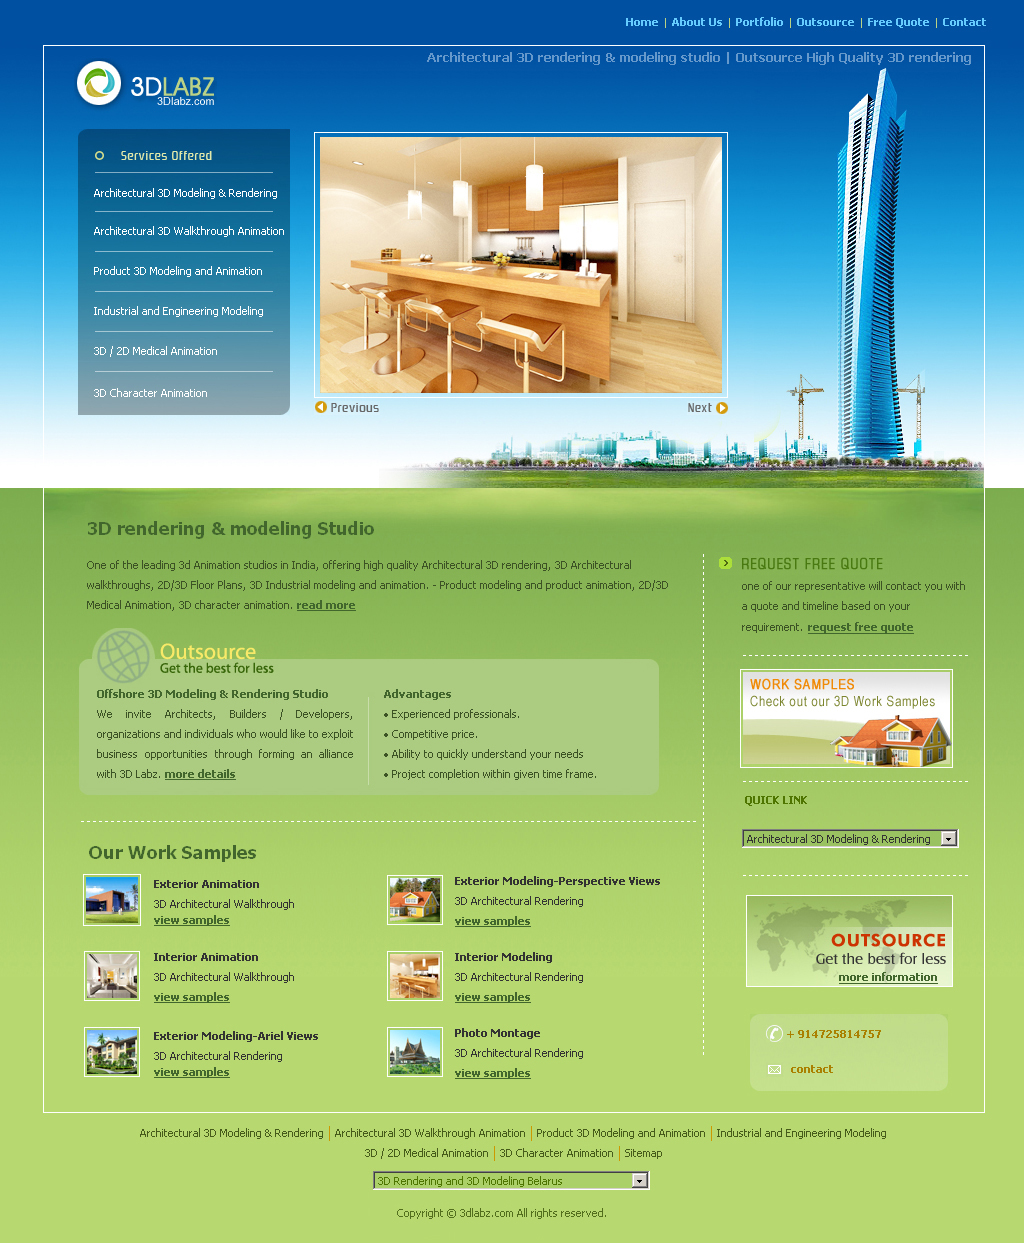 Home | About Us | Portfolio | Outsource | Free Quote | Contact
Architectural 3D rendering & modeling studio | Outsource High Quality 3D rendering
3DLABZ
3Dlabz.com
Services Offered
Architectural 3D Modeling & Rendering
Architectural 3D Walkthrough Animation
Product 3D Modeling and Animation
Industrial and Engineering Modeling
3D / 2D Medical Animation
3D Character Animation
Previous
Next
3D rendering & modeling Studio
One of the leading 3d Animation studios in India, offering high quality Architectural 3D rendering, 3D Architectural
walkthroughs, 2D/3D Floor Plans, 3D Industrial modeling and animation. - Product modeling and product animation, 2D/3D
Medical Animation, 3D character animation. read more
Outsource
Get the best for less
Offshore 3D Modeling & Rendering Studio
We invite Architects, Builders / Developers,
organizations and individuals who would like to exploit
business opportunities through forming an alliance
with 3D Labz. more details
Advantages
• Experienced professionals.
• Competitive price.
• Ability to quickly understand your needs
• Project completion within given time frame.
REQUEST FREE QUOTE
one of our representative will contact you with
a quote and timeline based on your
requirement. request free quote
WORK SAMPLES
Check out our 3D Work Samples
QUICK LINK
Architectural 3D Modeling & Rendering
OUTSOURCE
Get the best for less
more information
+ 914725814757
contact
Our Work Samples
Exterior Animation
3D Architectural Walkthrough
view samples
Exterior Modeling-Perspective Views
3D Architectural Rendering
view samples
Interior Animation
3D Architectural Walkthrough
view samples
Interior Modeling
3D Architectural Rendering
view samples
Exterior Modeling-Ariel Views
3D Architectural Rendering
view samples
Photo Montage
3D Architectural Rendering
view samples
Architectural 3D Modeling & Rendering | Architectural 3D Walkthrough Animation | Product 3D Modeling and Animation | Industrial and Engineering Modeling
3D / 2D Medical Animation | 3D Character Animation | Sitemap
3D Rendering and 3D Modeling Belarus
Copyright © 3dlabz.com All rights reserved.